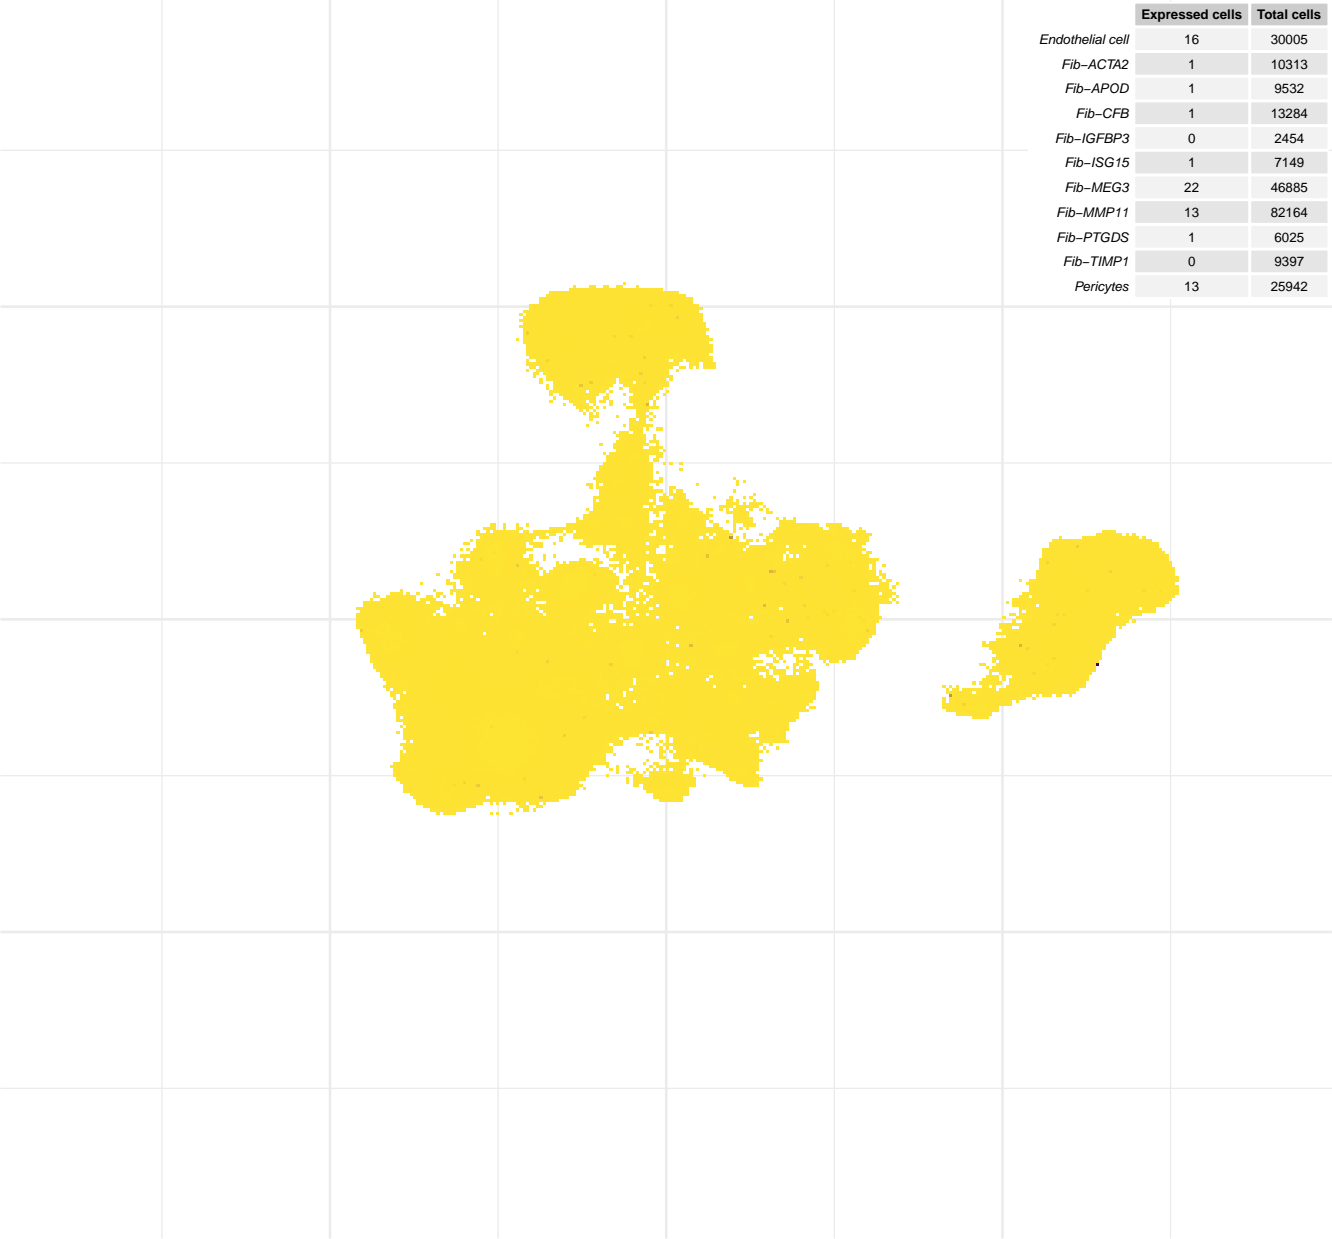 Expressed cells Total cells
Endothelial cell 16 30005
Fib−ACTA2 1 10313
Fib−APOD 1 9532
Fib−CFB 1 13284
Fib−IGFBP3 0 2454
Fib−ISG15 1 7149
Fib−MEG3 22 46885
Fib−MMP11 13 82164
Fib−PTGDS 1 6025
Fib−TIMP1 0 9397
Pericytes 13 25942